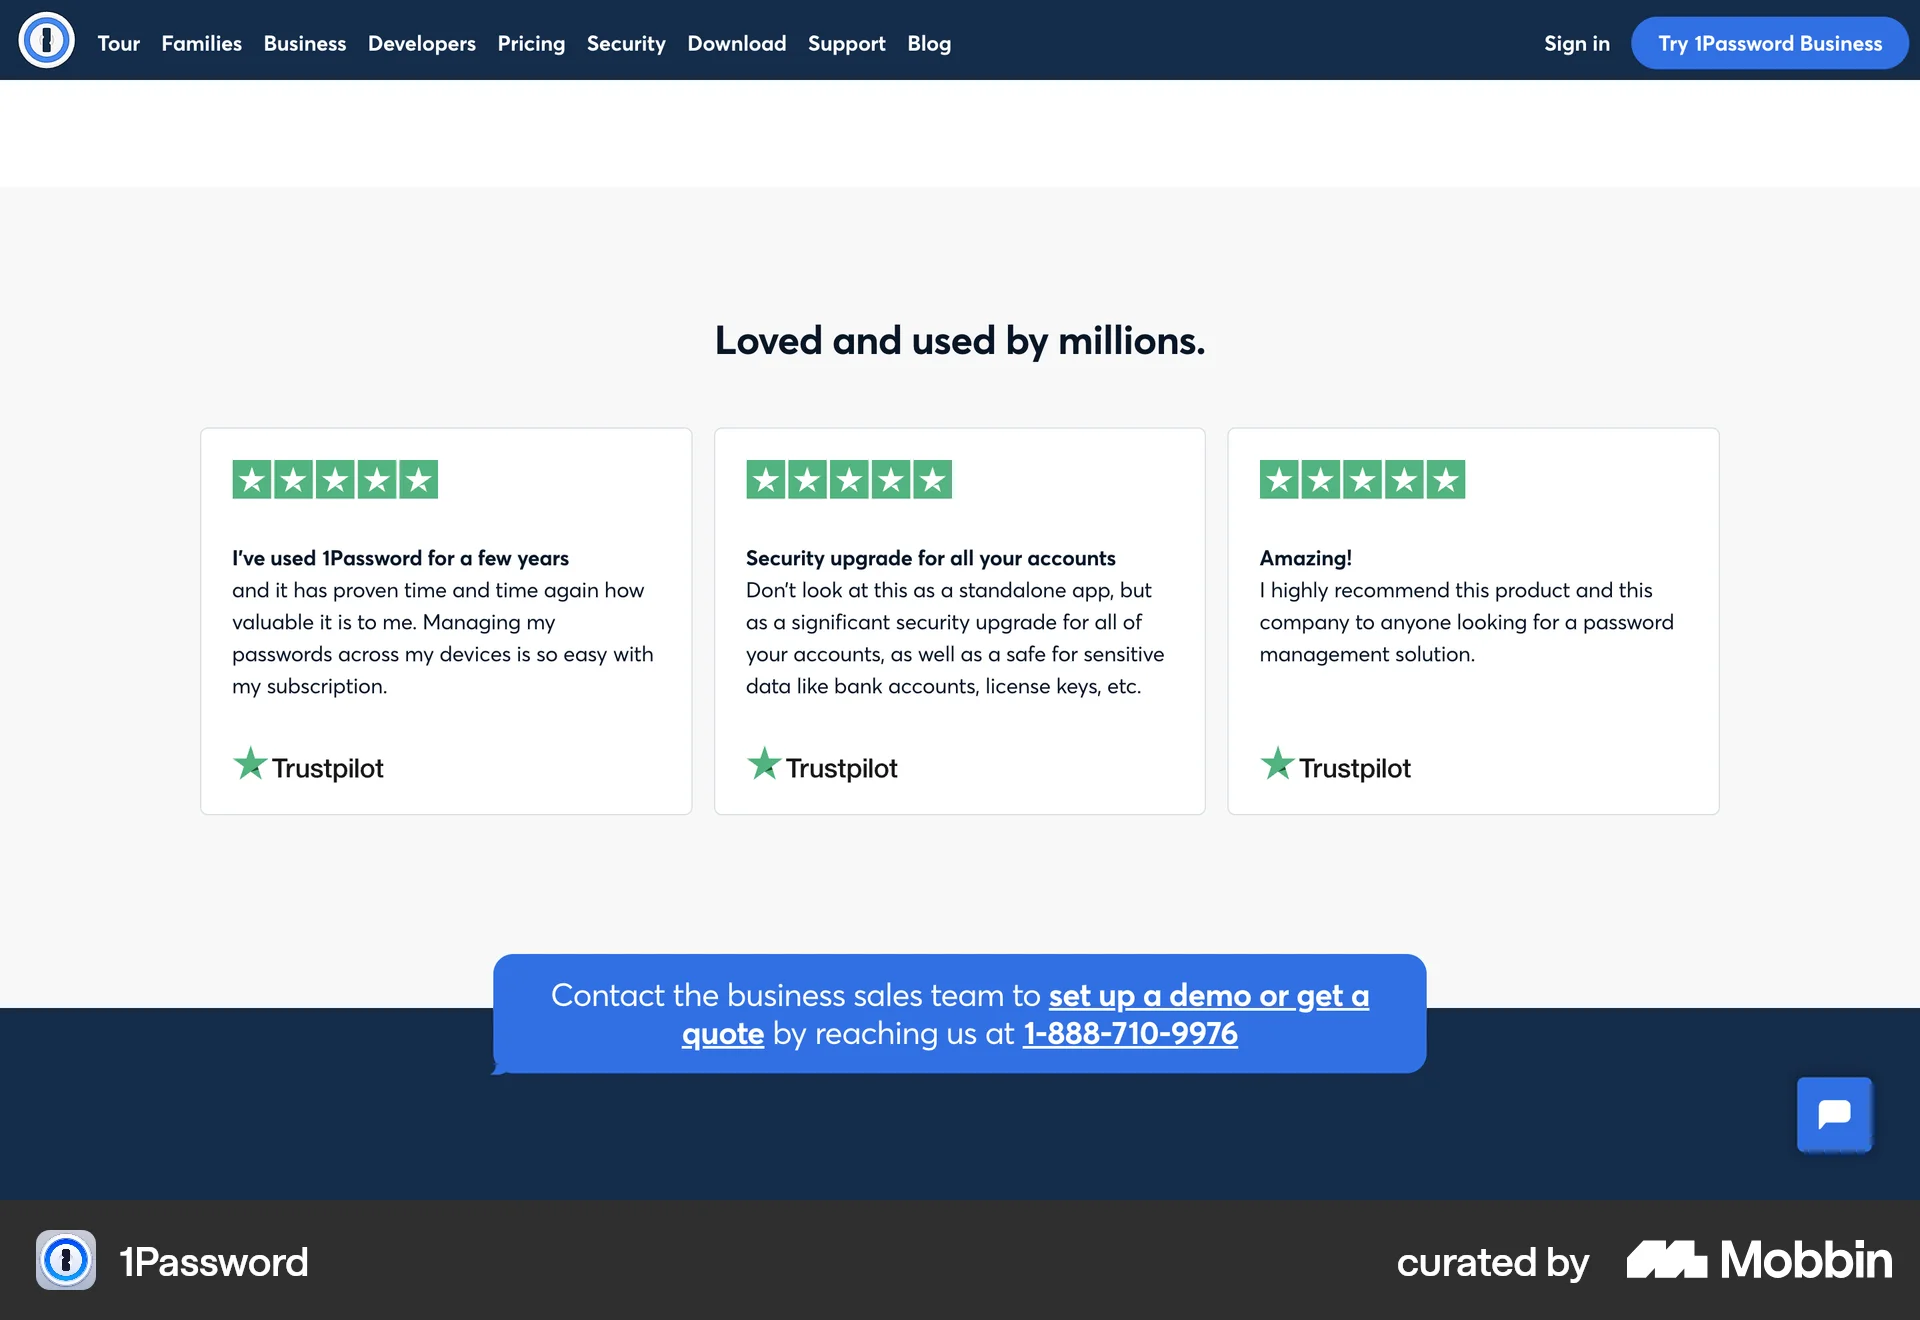 Tour Families Business Developers Pricing Security Download Support Blog Sign in Try 1Password Business
Loved and used by millions.
I've used 1Password for a few years
and it has proven time and time again how
valuable it is to me. Managing my
passwords across my devices is so easy with
my subscription.
Trustpilot
Security upgrade for all your accounts
Don't look at this as a standalone app, but
as a significant security upgrade for all of
your accounts, as well as a safe for sensitive
data like bank accounts, license keys, etc.
Trustpilot
Amazing!
I highly recommend this product and this
company to anyone looking for a password
management solution.
Trustpilot
Contact the business sales team to set up a demo or get a
quote by reaching us at 1-888-710-9976
1Password
curated by Mobbin